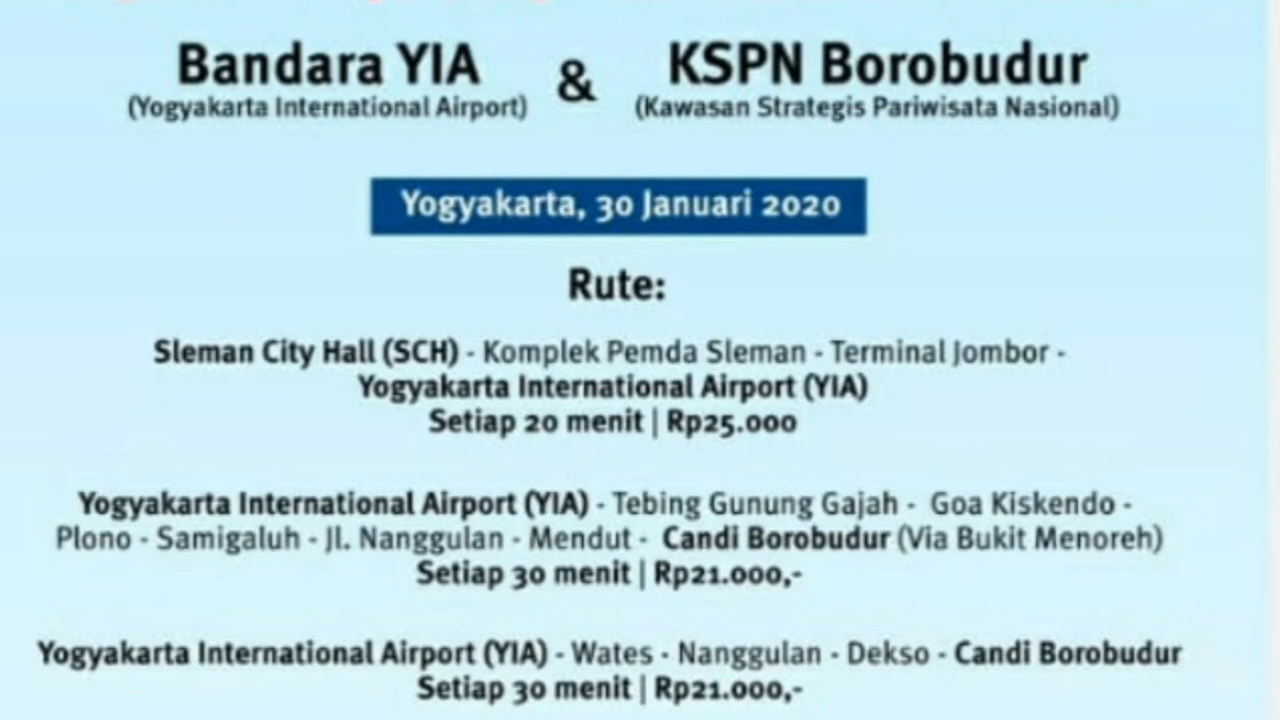 Bandara YIA & KSPN Borobudur
(Yogyakarta International Airport) (Kawasan Strategis Pariwisata Nasional)
Yogyakarta, 30 Januari 2020
Rute:
Sleman City Hall (SCH) - Komplek Pemda Sleman - Terminal Jombor -
Yogyakarta International Airport (YIA)
Setiap 20 menit | Rp25.000
Yogyakarta International Airport (YIA) - Tebing Gunung Gajah - Goa Kiskendo -
Plono - Samigaluh - Jl. Nanggulan - Mendut - Candi Borobudur (Via Bukit Menoreh)
Setiap 30 menit | Rp21.000,-
Yogyakarta International Airport (YIA) - Wates - Nanggulan - Dekso - Candi Borobudur
Setiap 30 menit | Rp21.000,-